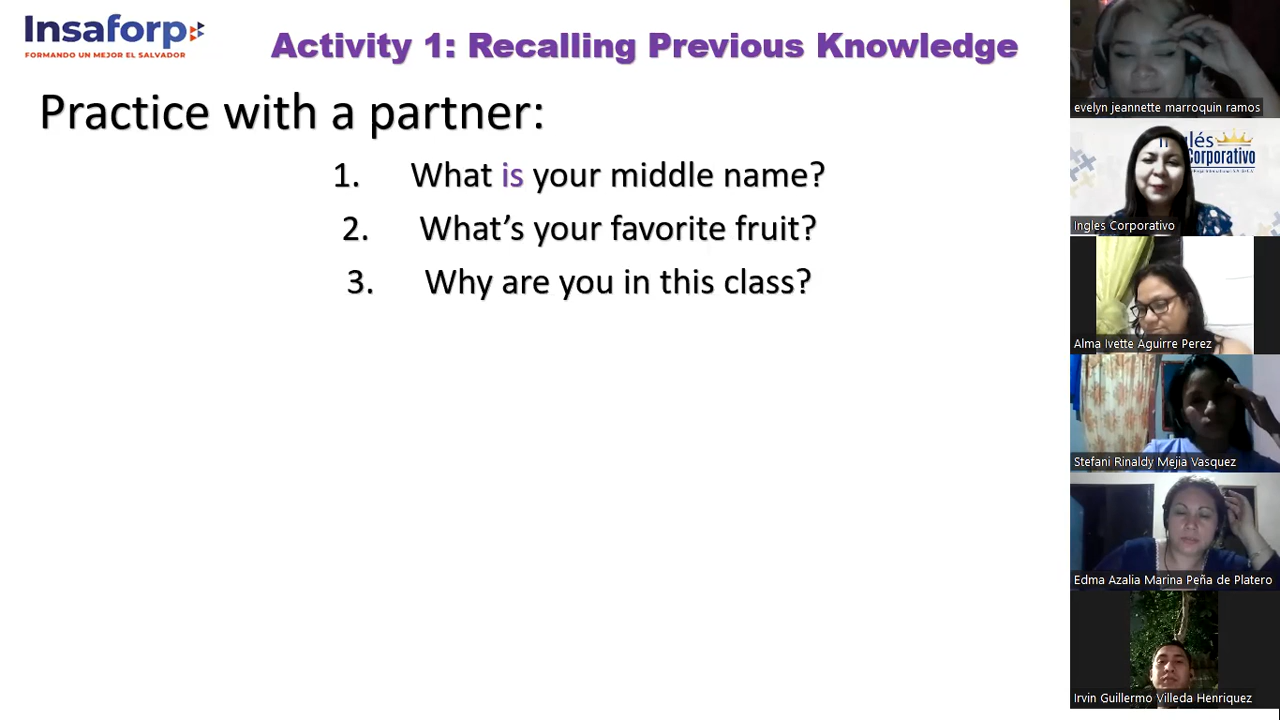 Insaforp
FORMANDO UN MEJOR EL SALVADOR
Activity 1: Recalling Previous Knowledge
Practice with a partner:
1. What is your middle name?
2. What's your favorite fruit?
3. Why are you in this class?
evelyn jeannette marroquin ramos
Corporativo
Ingles Corporativo
Alma Ivette Aguirre Perez
Stefani Rinaldy Mejia Vasquez
Edma Azalia Marina Peña de Platero
Irvin Guillermo Villeda Henriquez